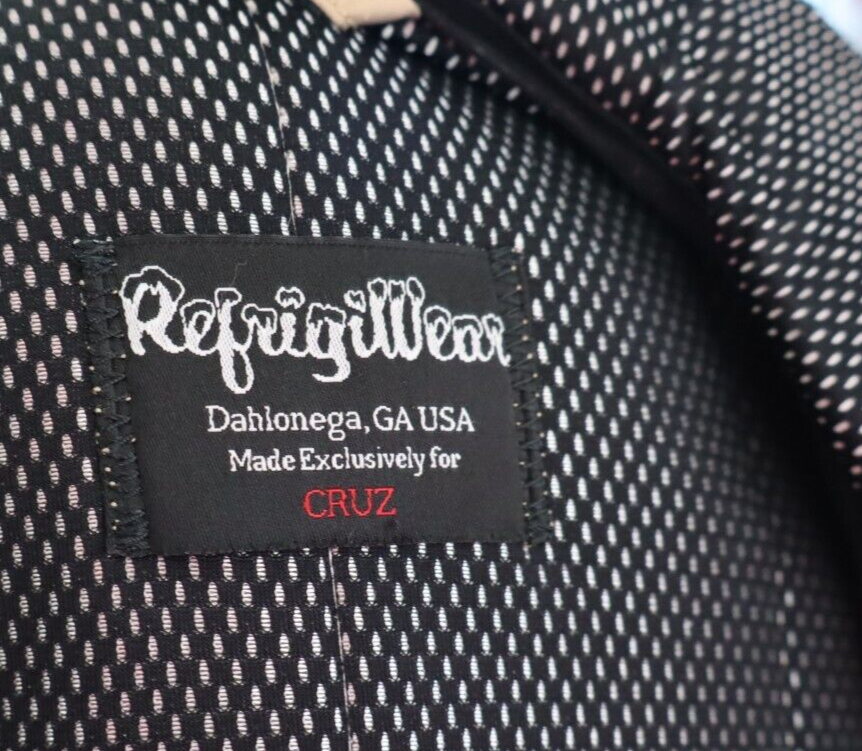 RefrigiWear
Dahlonega, GA USA
Made Exclusively for
CRUZ